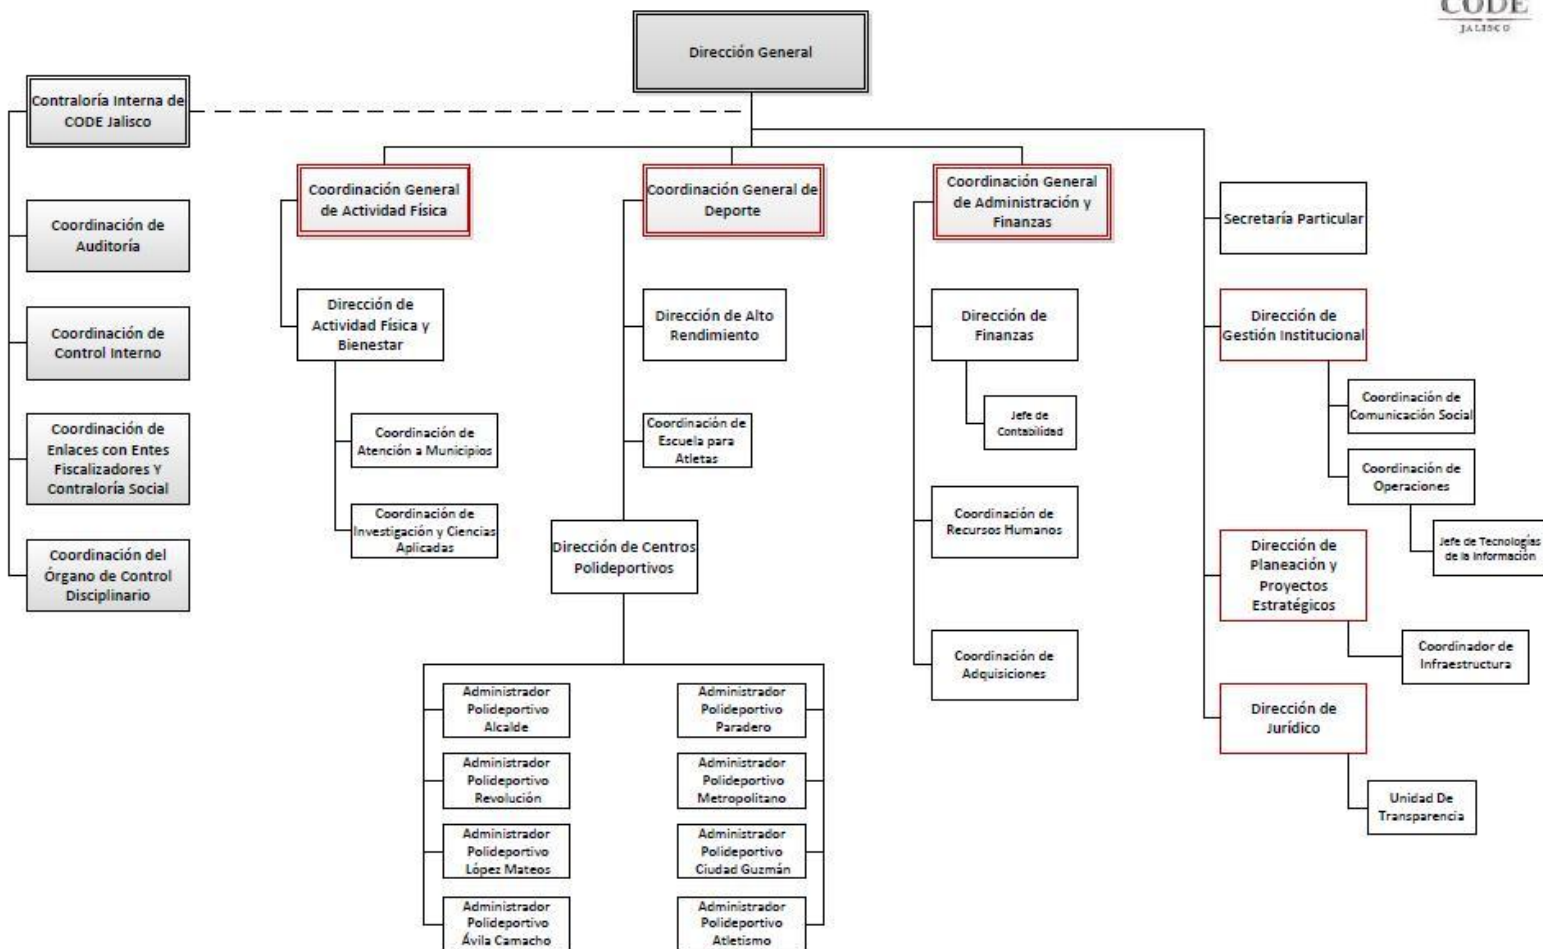 CODE
JALISCO
Dirección General
Contraloría Interna de
CODE Jalisco
Coordinación de
Auditoría
Coordinación de
Control Interno
Coordinación de
Enlaces con Entes
Fiscalizadores Y
Contraloría Social
Coordinación del
Órgano de Control
Disciplinario
Coordinación General
de Actividad Física
Dirección de
Actividad Física y
Bienestar
Coordinación de
Atención a Municipios
Coordinación de
Investigación y Ciencias
Aplicadas
Coordinación General de
Deporte
Dirección de Alto
Rendimiento
Coordinación de
Escuela para
Atletas
Dirección de Centros
Polideportivos
Administrador
Polideportivo
Alcalde
Administrador
Polideportivo
Revolución
Administrador
Polideportivo
López Mateos
Administrador
Polideportivo
Ávila Camacho
Administrador
Polideportivo
Paradero
Administrador
Polideportivo
Metropolitano
Administrador
Polideportivo
Ciudad Guzmán
Administrador
Polideportivo
Atletismo
Coordinación General
de Administración y
Finanzas
Dirección de
Finanzas
Jefe de
Contabilidad
Coordinación de
Recursos Humanos
Coordinación de
Adquisiciones
Secretaría Particular
Dirección de
Gestión Institucional
Coordinación de
Comunicación Social
Coordinación de
Operaciones
Jefe de Tecnologías
de la Información
Dirección de
Planeación y
Proyectos
Estratégicos
Coordinador de
Infraestructura
Dirección de
Jurídico
Unidad De
Transparencia